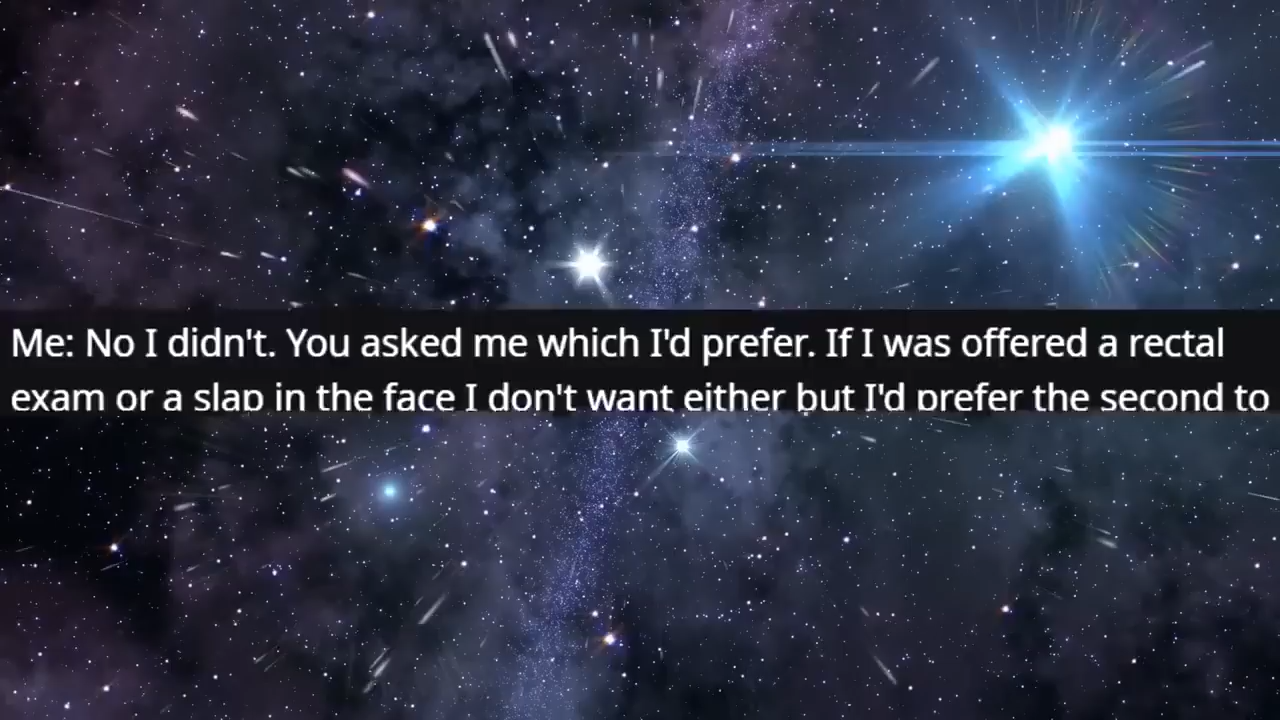 Me: No I didn't. You asked me which I'd prefer. If I was offered a rectal
exam or a slap in the face I don't want either but I'd prefer the second to